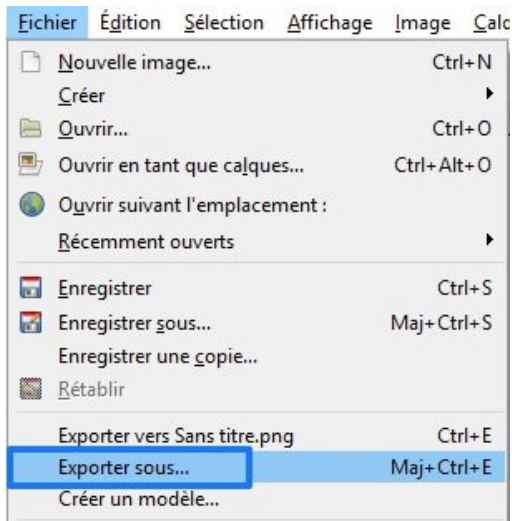 Fichier Édition Sélection Affichage Image
Nouvelle image... Ctrl+N
Créer
Ouvrir... Ctrl+O
Ouvrir en tant que calques... Ctrl+Alt+O
Ouvrir suivant l'emplacement :
Récemment ouverts
Enregistrer Ctrl+S
Enregistrer sous... Maj+Ctrl+S
Enregistrer une copie...
Rétablir
Exporter vers Sans titre.png Ctrl+E
Exporter sous... Maj+Ctrl+E
Créer un modèle...